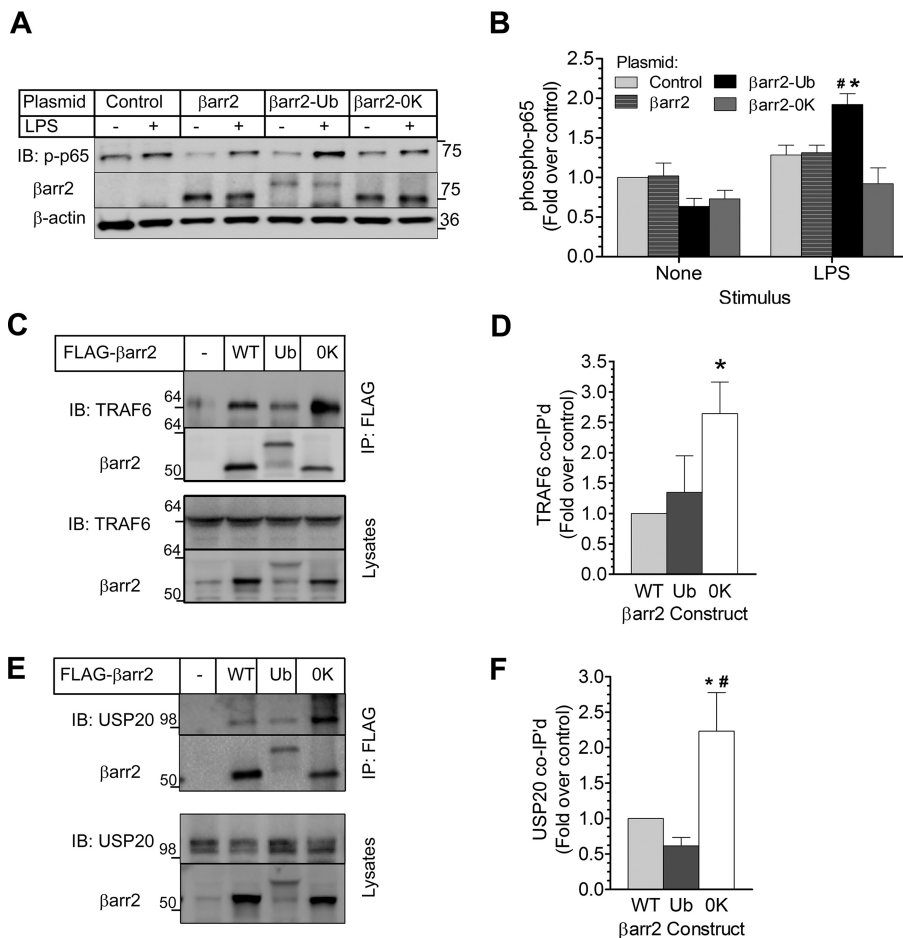 A
Plasmid Control βarr2 βarr2-Ub βarr2-0K
LPS - + - + - + - +
IB: p-p65 75
βarr2 75
β-actin 36
B
Plasmid:
Control βarr2-Ub
βarr2 βarr2-0K
# *
2.5
2.0
1.5
1.0
0.5
0.0
phospho-p65
(Fold over control)
None LPS
Stimulus
C
FLAG-βarr2 - WT Ub 0K
IB: TRAF6 64
64
βarr2
50
IP: FLAG
64
IB: TRAF6
64
βarr2
50
Lysates
D
*
3.5
3.0
2.5
2.0
1.5
1.0
0.5
0.0
TRAF6 co-IP'd
(Fold over control)
WT Ub 0K
βarr2 Construct
E
FLAG-βarr2 - WT Ub 0K
IB: USP20 98
βarr2
50
IP: FLAG
IB: USP20
98
βarr2
50
Lysates
F
* #
3.0
2.5
2.0
1.5
1.0
0.5
0.0
USP20 co-IP'd
(Fold over control)
WT Ub 0K
βarr2 Construct